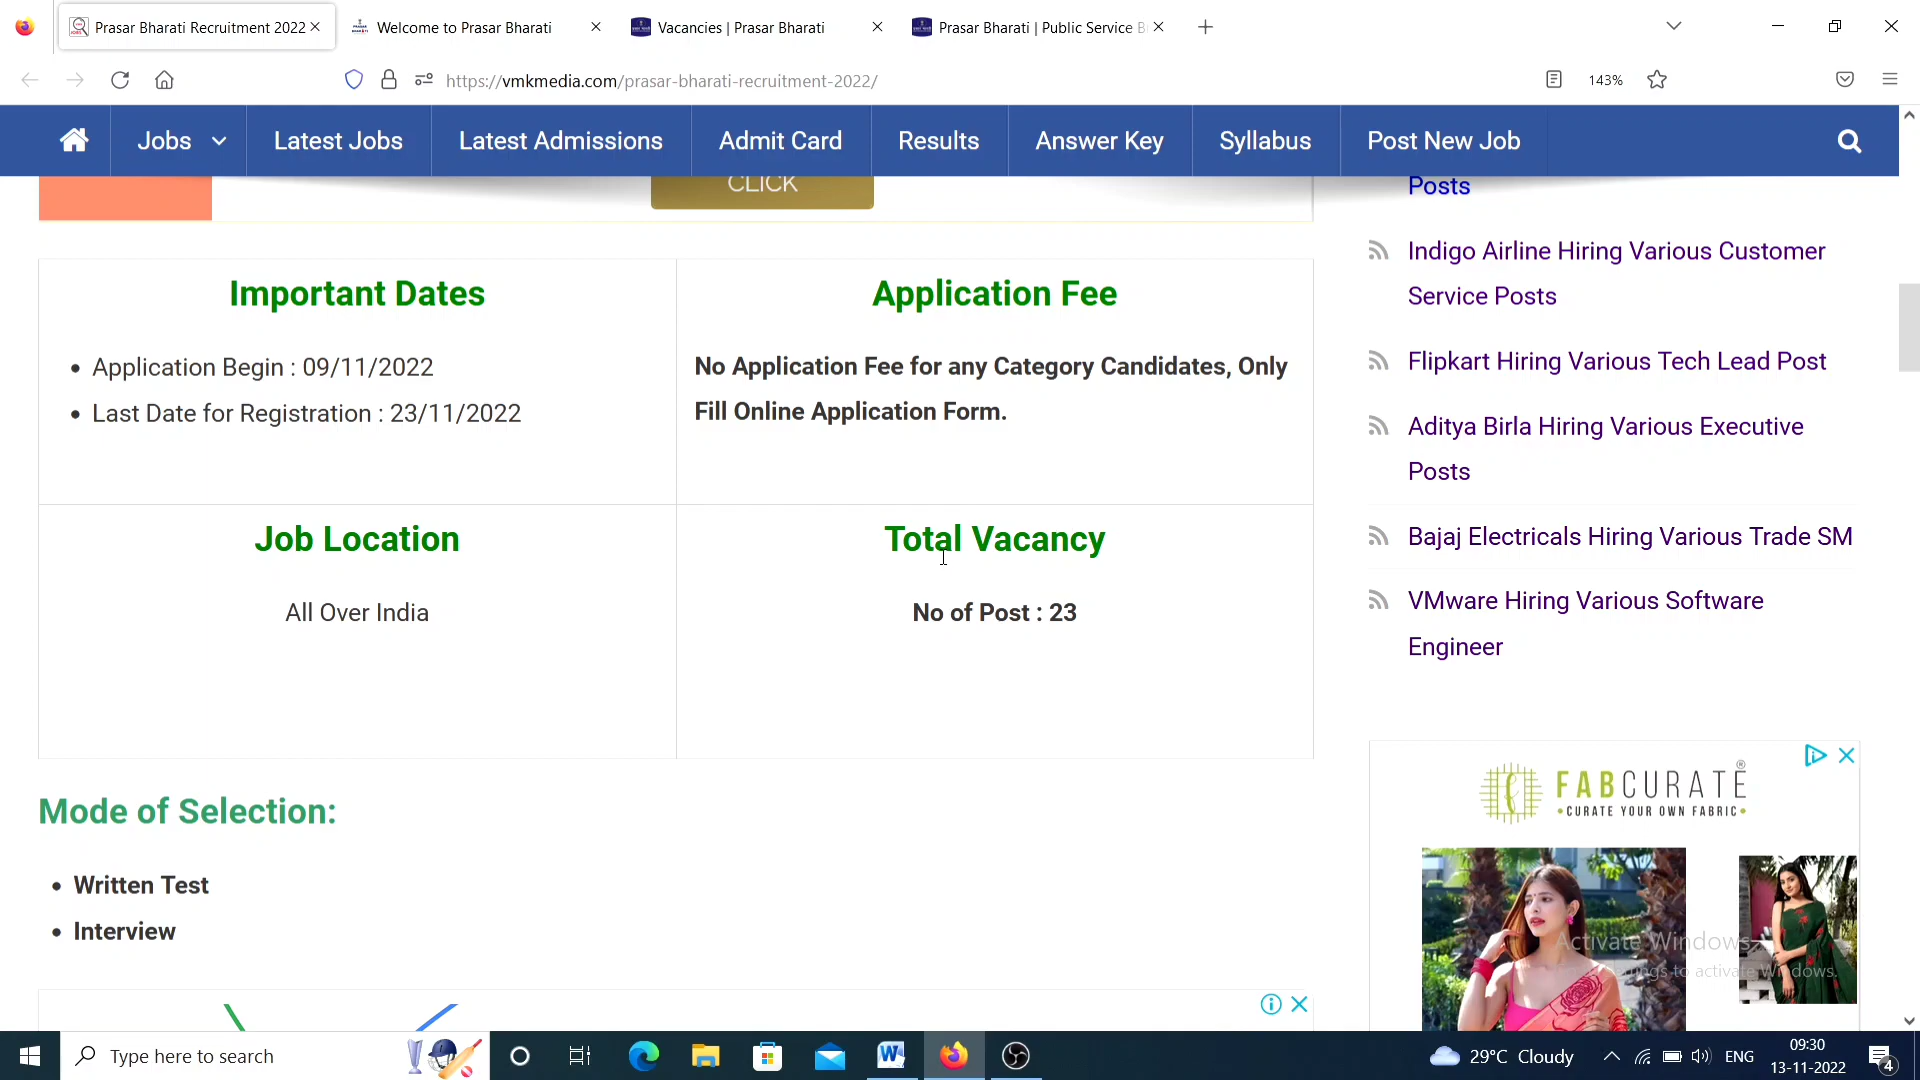 Prasar Bharati Recruitment 2022
Welcome to Prasar Bharati
Vacancies | Prasar Bharati
Prasar Bharati | Public Service B
https://vmkmedia.com/prasar-bharati-recruitment-2022/
143%
Jobs
Latest Jobs
Latest Admissions
Admit Card
Results
Answer Key
Syllabus
Post New Job
CLICK
Important Dates
• Application Begin : 09/11/2022
• Last Date for Registration : 23/11/2022
Application Fee
No Application Fee for any Category Candidates, Only
Fill Online Application Form.
Job Location
All Over India
Total Vacancy
No of Post : 23
Mode of Selection:
• Written Test
• Interview
Posts
Indigo Airline Hiring Various Customer
Service Posts
Flipkart Hiring Various Tech Lead Post
Aditya Birla Hiring Various Executive
Posts
Bajaj Electricals Hiring Various Trade SM
VMware Hiring Various Software
Engineer
FABCURATE®
•CURATE YOUR OWN FABRIC•
Activate Windows
to activate Windows.
Type here to search
29°C Cloudy
ENG
09:30
13-11-2022
4